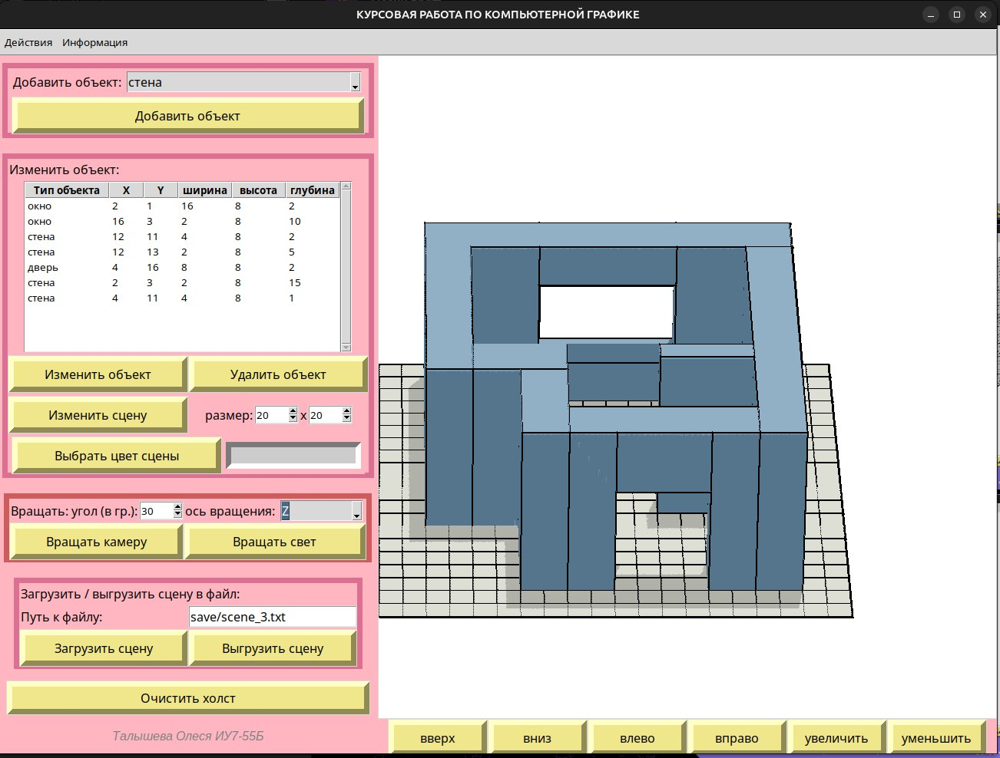 КУРСОВАЯ РАБОТА ПО КОМПЬЮТЕРНОЙ ГРАФИКЕ
Действия Информация
Добавить объект: стена
Добавить объект
Изменить объект:
Тип объекта X Y ширина высота глубина
окно 2 1 16 8 2
окно 16 3 2 8 10
стена 12 11 4 8 2
стена 12 13 2 8 5
дверь 4 16 8 8 2
стена 2 3 2 8 15
стена 4 11 4 8 1
Изменить объект Удалить объект
Изменить сцену размер: 20 x 20
Выбрать цвет сцены
Вращать: угол (в гр.): 30 ось вращения: Z
Вращать камеру Вращать свет
Загрузить / выгрузить сцену в файл:
Путь к файлу: save/scene_3.txt
Загрузить сцену Выгрузить сцену
Очистить холст
Талышева Олеся ИУ7-55Б
вверх вниз влево вправо увеличить уменьшить